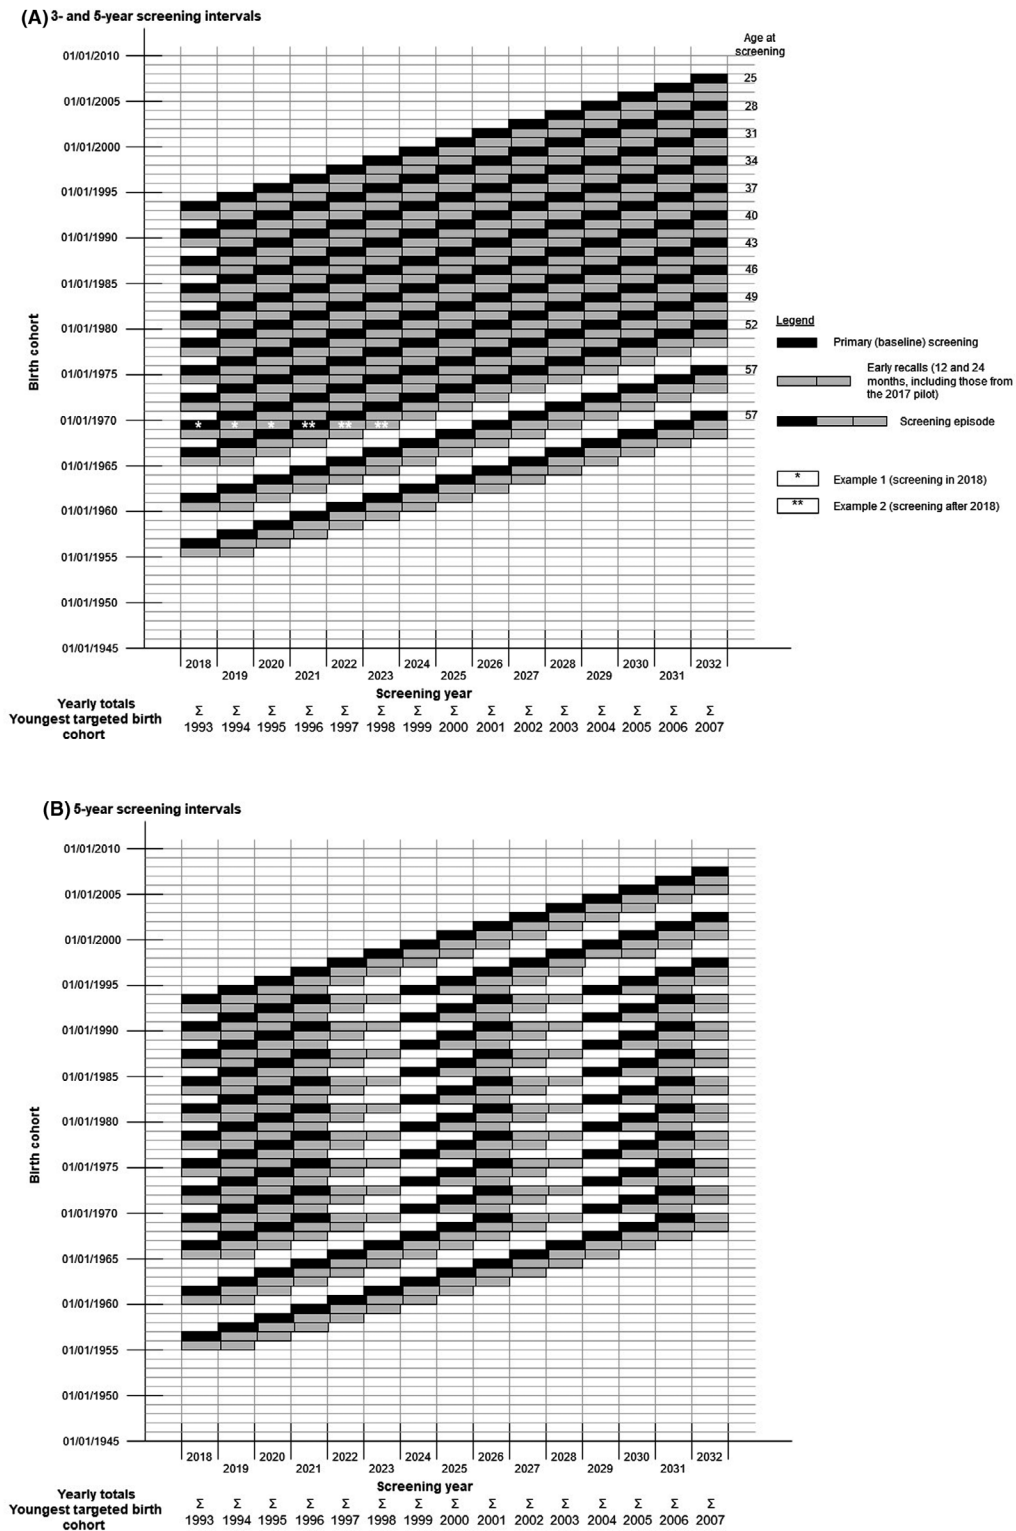 (A) 3- and 5-year screening intervals
Age at
screening
01/01/2010
25
01/01/2005
28
31
01/01/2000
34
01/01/1995
37
40
01/01/1990
43
46
01/01/1985
49
01/01/1980
52
01/01/1975
57
01/01/1970
57
01/01/1965
01/01/1960
01/01/1955
01/01/1950
01/01/1945
Birth cohort
* * * ** ** **
Legend
Primary (baseline) screening
Early recalls (12 and 24
months, including those from
the 2017 pilot)
Screening episode
* Example 1 (screening in 2018)
** Example 2 (screening after 2018)
2018 2020 2021 2022 2024 2026 2028 2030 2032
2019 2023 2025 2027 2029 2031
Screening year
Yearly totals Σ Σ Σ Σ Σ Σ Σ Σ Σ Σ Σ Σ Σ Σ Σ
Youngest targeted birth 1993 1994 1995 1996 1997 1998 1999 2000 2001 2002 2003 2004 2005 2006 2007
cohort
(B) 5-year screening intervals
01/01/2010
01/01/2005
01/01/2000
01/01/1995
01/01/1990
01/01/1985
01/01/1980
01/01/1975
01/01/1970
01/01/1965
01/01/1960
01/01/1955
01/01/1950
01/01/1945
Birth cohort
2018 2020 2022 2024 2026 2028 2030 2032
2019 2021 2023 2025 2027 2029 2031
Screening year
Yearly totals Σ Σ Σ Σ Σ Σ Σ Σ Σ Σ Σ Σ Σ Σ Σ
Youngest targeted birth 1993 1994 1995 1996 1997 1998 1999 2000 2001 2002 2003 2004 2005 2006 2007
cohort